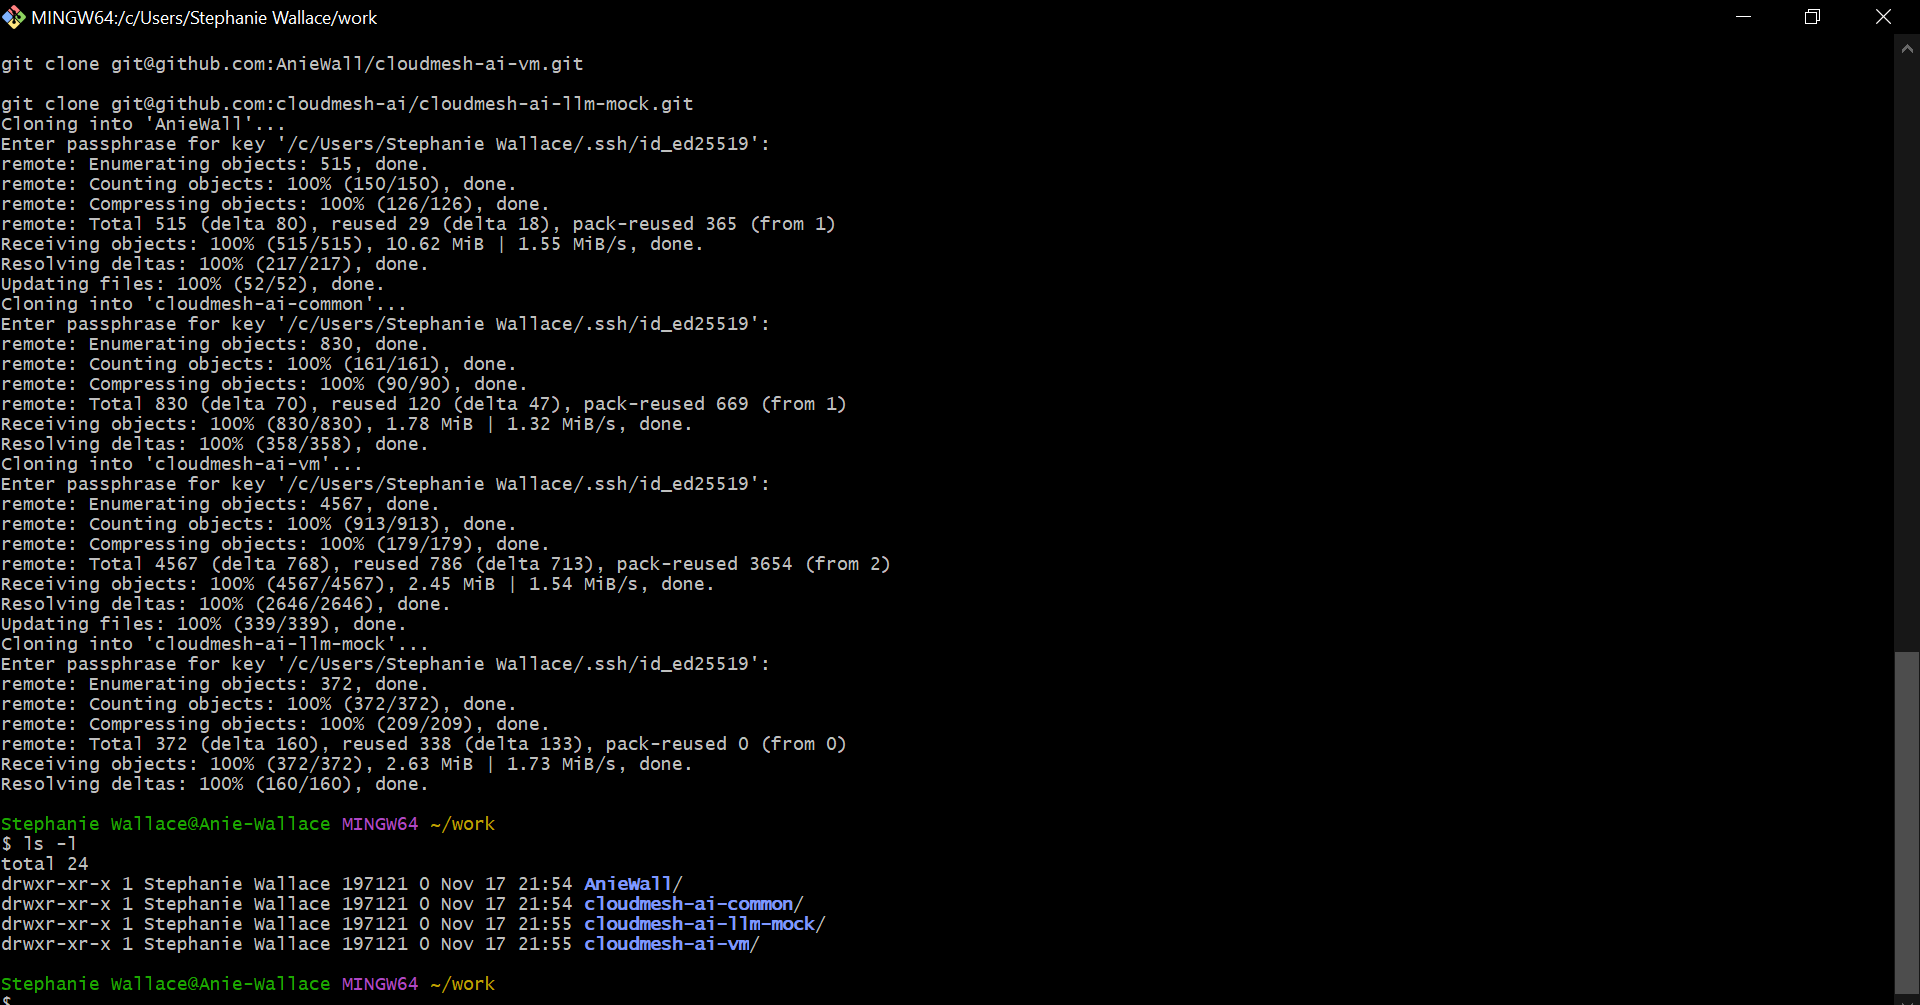 MINGW64:/c/Users/Stephanie Wallace/work
git clone git@github.com:AnieWall/cloudmesh-ai-vm.git
git clone git@github.com:cloudmesh-ai/cloudmesh-ai-llm-mock.git
Cloning into 'AnieWall'...
Enter passphrase for key '/c/Users/Stephanie Wallace/.ssh/id_ed25519':
remote: Enumerating objects: 515, done.
remote: Counting objects: 100% (150/150), done.
remote: Compressing objects: 100% (126/126), done.
remote: Total 515 (delta 80), reused 29 (delta 18), pack-reused 365 (from 1)
Receiving objects: 100% (515/515), 10.62 MiB | 1.55 MiB/s, done.
Resolving deltas: 100% (217/217), done.
Updating files: 100% (52/52), done.
Cloning into 'cloudmesh-ai-common'...
Enter passphrase for key '/c/Users/Stephanie Wallace/.ssh/id_ed25519':
remote: Enumerating objects: 830, done.
remote: Counting objects: 100% (161/161), done.
remote: Compressing objects: 100% (90/90), done.
remote: Total 830 (delta 70), reused 120 (delta 47), pack-reused 669 (from 1)
Receiving objects: 100% (830/830), 1.78 MiB | 1.32 MiB/s, done.
Resolving deltas: 100% (358/358), done.
Cloning into 'cloudmesh-ai-vm'...
Enter passphrase for key '/c/Users/Stephanie Wallace/.ssh/id_ed25519':
remote: Enumerating objects: 4567, done.
remote: Counting objects: 100% (913/913), done.
remote: Compressing objects: 100% (179/179), done.
remote: Total 4567 (delta 768), reused 786 (delta 713), pack-reused 3654 (from 2)
Receiving objects: 100% (4567/4567), 2.45 MiB | 1.54 MiB/s, done.
Resolving deltas: 100% (2646/2646), done.
Updating files: 100% (339/339), done.
Cloning into 'cloudmesh-ai-llm-mock'...
Enter passphrase for key '/c/Users/Stephanie Wallace/.ssh/id_ed25519':
remote: Enumerating objects: 372, done.
remote: Counting objects: 100% (372/372), done.
remote: Compressing objects: 100% (209/209), done.
remote: Total 372 (delta 160), reused 338 (delta 133), pack-reused 0 (from 0)
Receiving objects: 100% (372/372), 2.63 MiB | 1.73 MiB/s, done.
Resolving deltas: 100% (160/160), done.
Stephanie Wallace@Anie-Wallace MINGW64 ~/work
$ ls -l
total 24
drwxr-xr-x 1 Stephanie Wallace 197121 0 Nov 17 21:54 AnieWall/
drwxr-xr-x 1 Stephanie Wallace 197121 0 Nov 17 21:54 cloudmesh-ai-common/
drwxr-xr-x 1 Stephanie Wallace 197121 0 Nov 17 21:55 cloudmesh-ai-llm-mock/
drwxr-xr-x 1 Stephanie Wallace 197121 0 Nov 17 21:55 cloudmesh-ai-vm/
Stephanie Wallace@Anie-Wallace MINGW64 ~/work
$